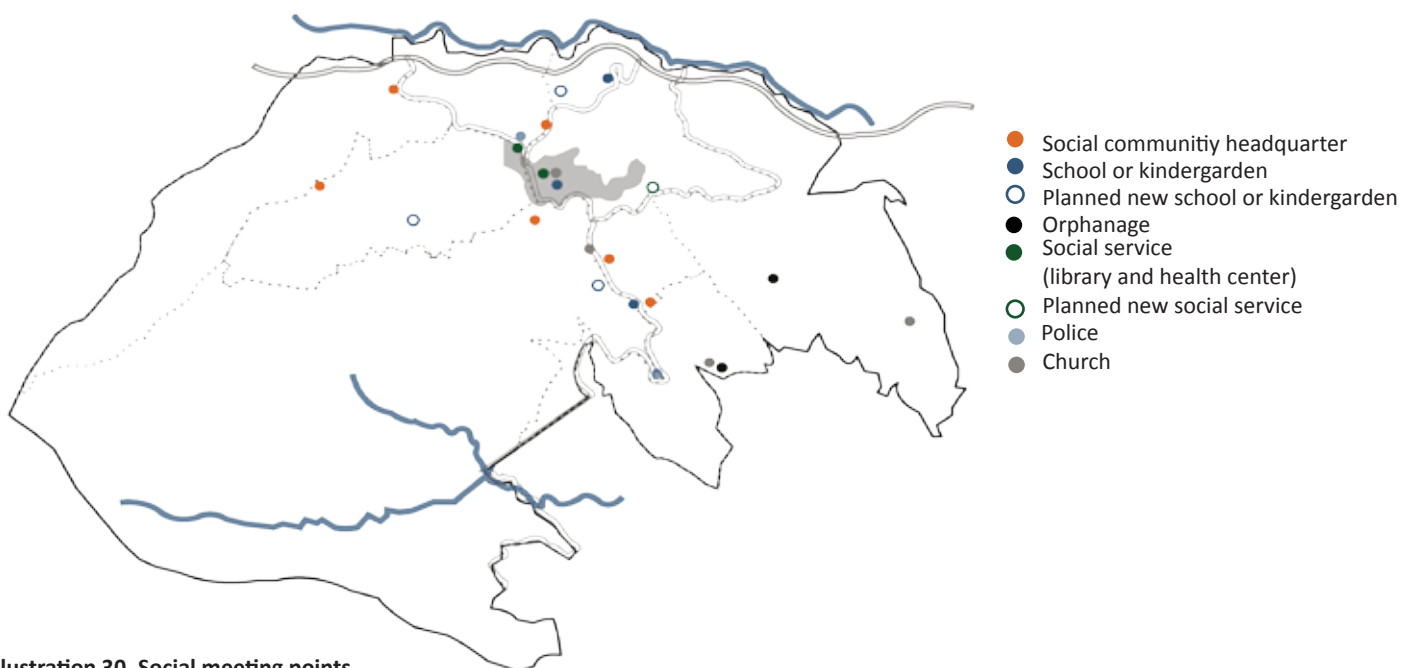 Social communitiy headquarter
School or kindergarden
Planned new school or kindergarden
Orphanage
Social service
(library and health center)
Planned new social service
Police
Church
llustration 30. Social meeting points